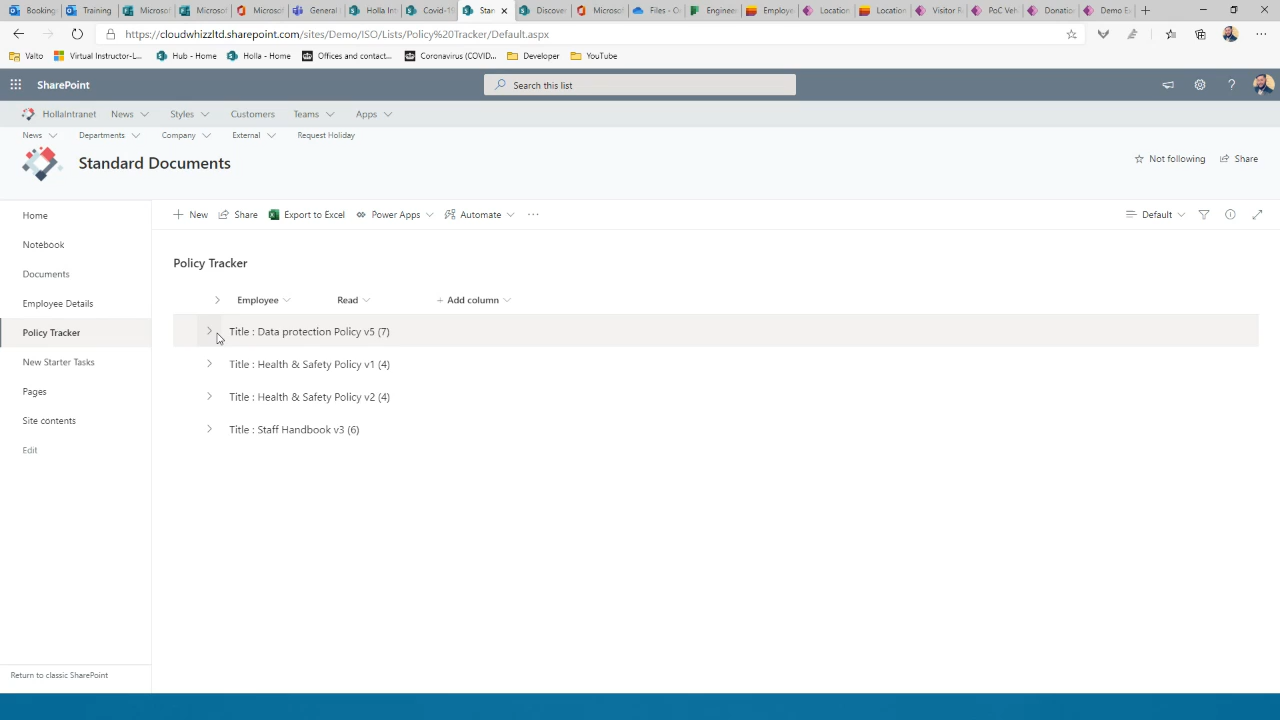 Booking
Training
Microsof
Microsof
Microso
General
Holla In
Covid-1
Stan
Discover
Microso
Files - O
Engineer
Employe
Location
Location
Visitor R
PoC Veh
Donatio
Demo Ex
https://cloudwhizzltd.sharepoint.com/sites/Demo/ISO/Lists/Policy%20Tracker/Default.aspx
Valto
Virtual Instructor-L...
Hub - Home
Holla - Home
Offices and contact...
Coronavirus (COVID...
Developer
YouTube
SharePoint
Search this list
HollaIntranet
News
Styles
Customers
Teams
Apps
News
Departments
Company
External
Request Holiday
Standard Documents
Not following
Share
Home
Notebook
Documents
Employee Details
Policy Tracker
New Starter Tasks
Pages
Site contents
Edit
Return to classic SharePoint
New
Share
Export to Excel
Power Apps
Automate
Default
Policy Tracker
Employee
Read
+ Add column
Title : Data protection Policy v5 (7)
Title : Health & Safety Policy v1 (4)
Title : Health & Safety Policy v2 (4)
Title : Staff Handbook v3 (6)